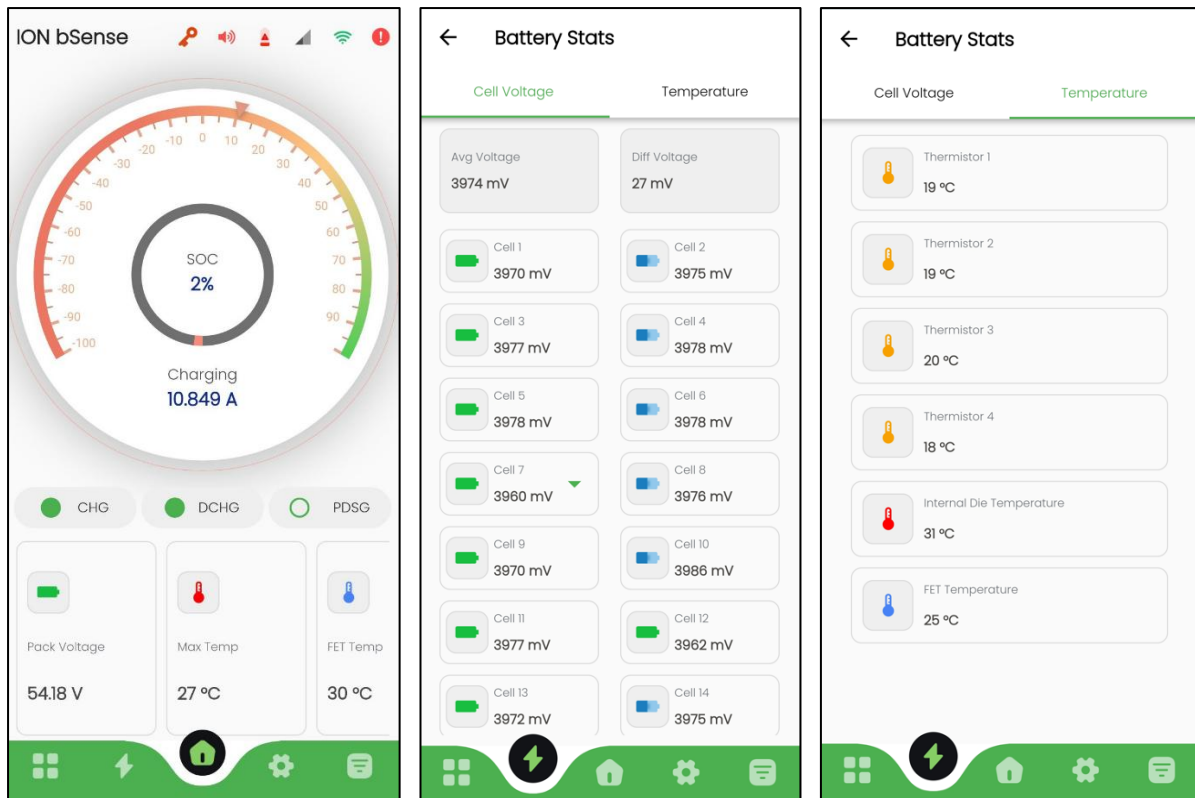 ION bSense
-100
-90
-80
-70
-60
-50
-40
-30
-20
-10
0
10
20
30
40
50
60
70
80
90
SOC
2%
Charging
10.849 A
CHG
DCHG
PDSG
Pack Voltage
54.18 V
Max Temp
27 °C
FET Temp
30 °C
Battery Stats
Cell Voltage
Temperature
Avg Voltage
3974 mV
Diff Voltage
27 mV
Cell 1
3970 mV
Cell 2
3975 mV
Cell 3
3977 mV
Cell 4
3978 mV
Cell 5
3978 mV
Cell 6
3978 mV
Cell 7
3960 mV
Cell 8
3976 mV
Cell 9
3970 mV
Cell 10
3986 mV
Cell 11
3977 mV
Cell 12
3962 mV
Cell 13
3972 mV
Cell 14
3975 mV
Battery Stats
Cell Voltage
Temperature
Thermistor 1
19 °C
Thermistor 2
19 °C
Thermistor 3
20 °C
Thermistor 4
18 °C
Internal Die Temperature
31 °C
FET Temperature
25 °C